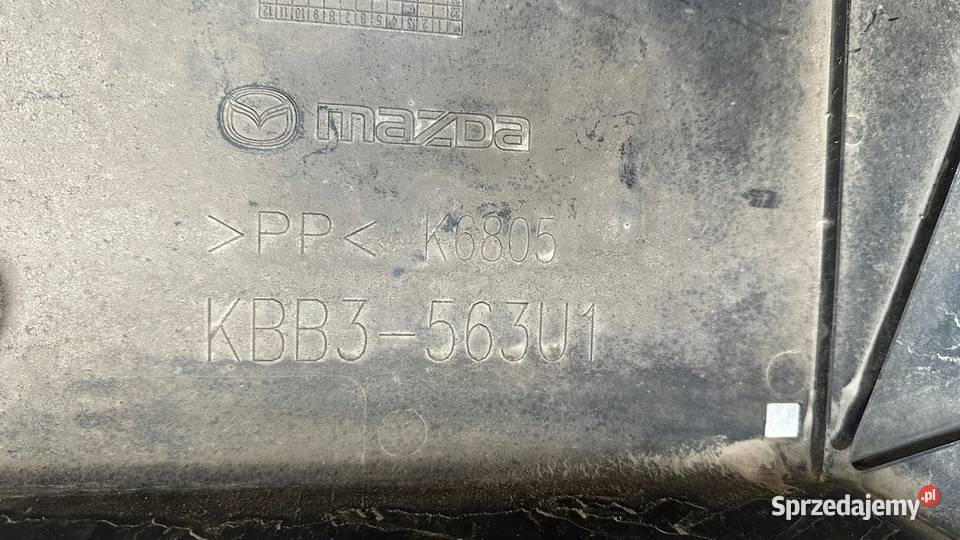 mazda
>PP< K6805
KBB3-563U1
Sprzedajemy.pl